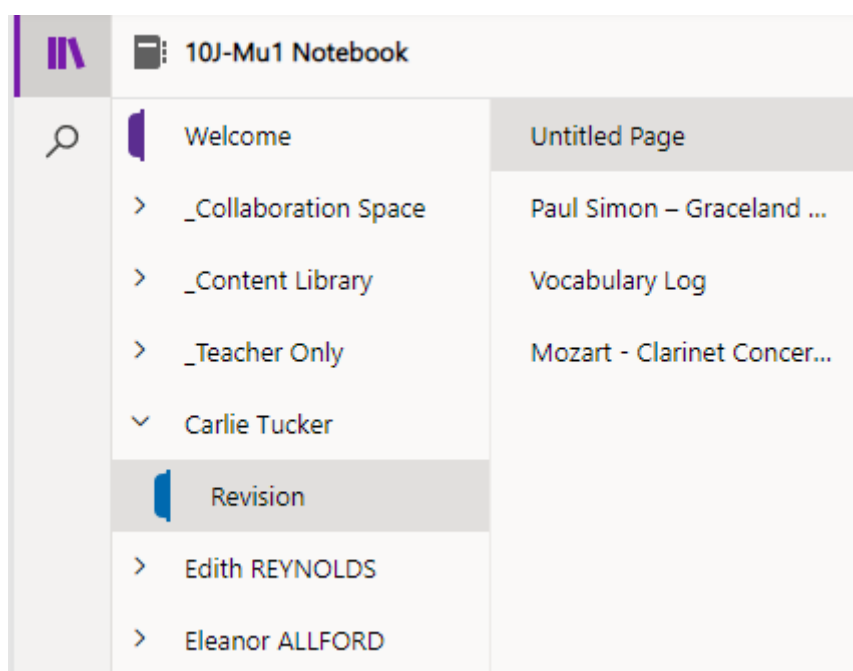 10J-Mu1 Notebook
Welcome
_Collaboration Space
_Content Library
_Teacher Only
Carlie Tucker
Revision
Edith REYNOLDS
Eleanor ALLFORD
Untitled Page
Paul Simon – Graceland ...
Vocabulary Log
Mozart - Clarinet Concer...